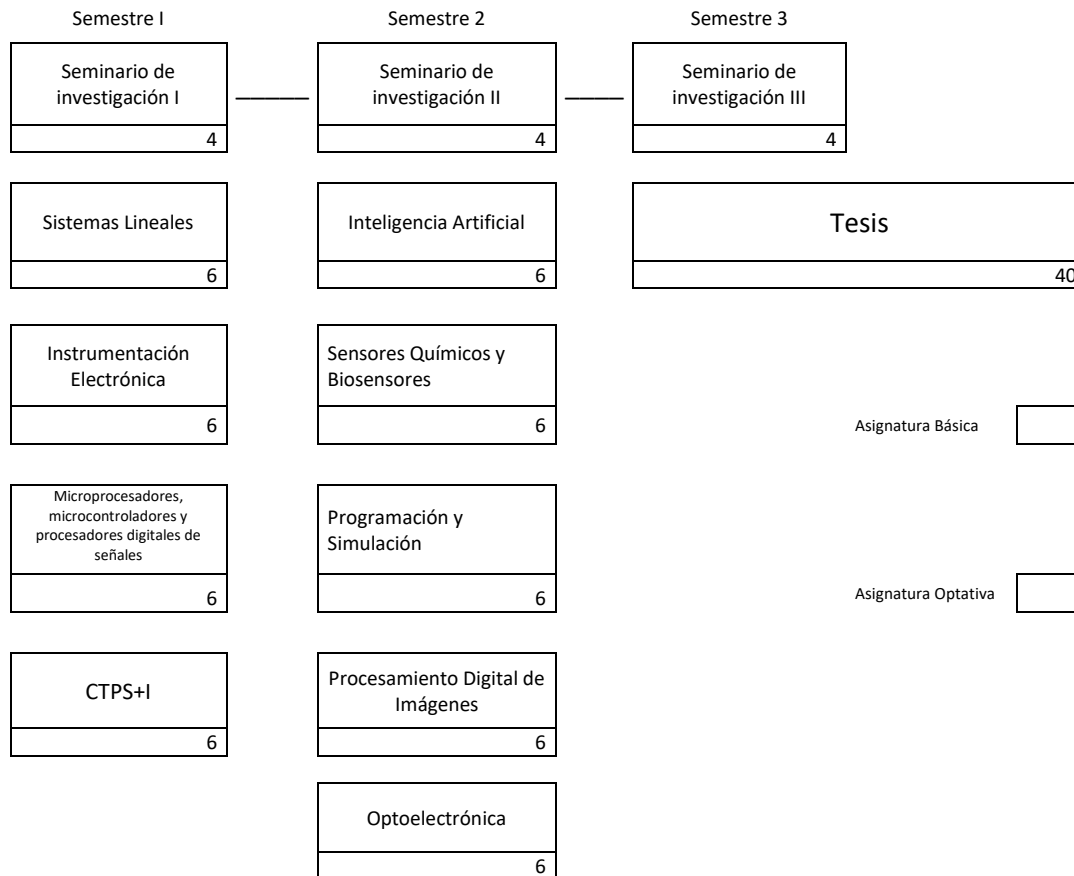 Semestre I
Semestre 2
Semestre 3
Seminario de
investigación I
4
Seminario de
investigación II
4
Seminario de
investigación III
4
Sistemas Lineales
6
Inteligencia Artificial
6
Tesis
40
Instrumentación
Electrónica
6
Sensores Químicos y
Biosensores
6
Asignatura Básica
Microprocesadores,
microcontroladores y
procesadores digitales de
señales
6
Programación y
Simulación
6
Asignatura Optativa
CTPS+I
6
Procesamiento Digital de
Imágenes
6
Optoelectrónica
6